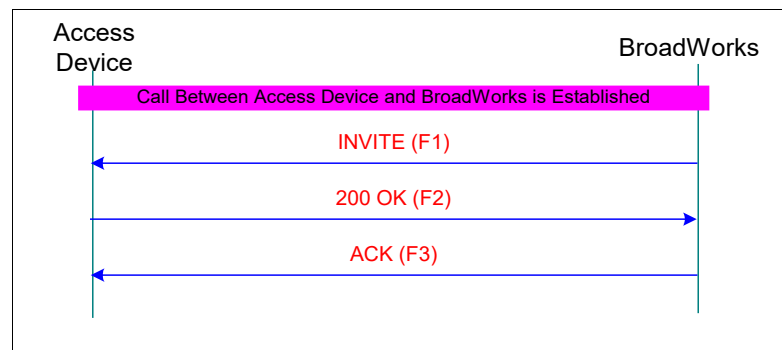 Access
Device
BroadWorks
Call Between Access Device and BroadWorks is Established
INVITE (F1)
200 OK (F2)
ACK (F3)